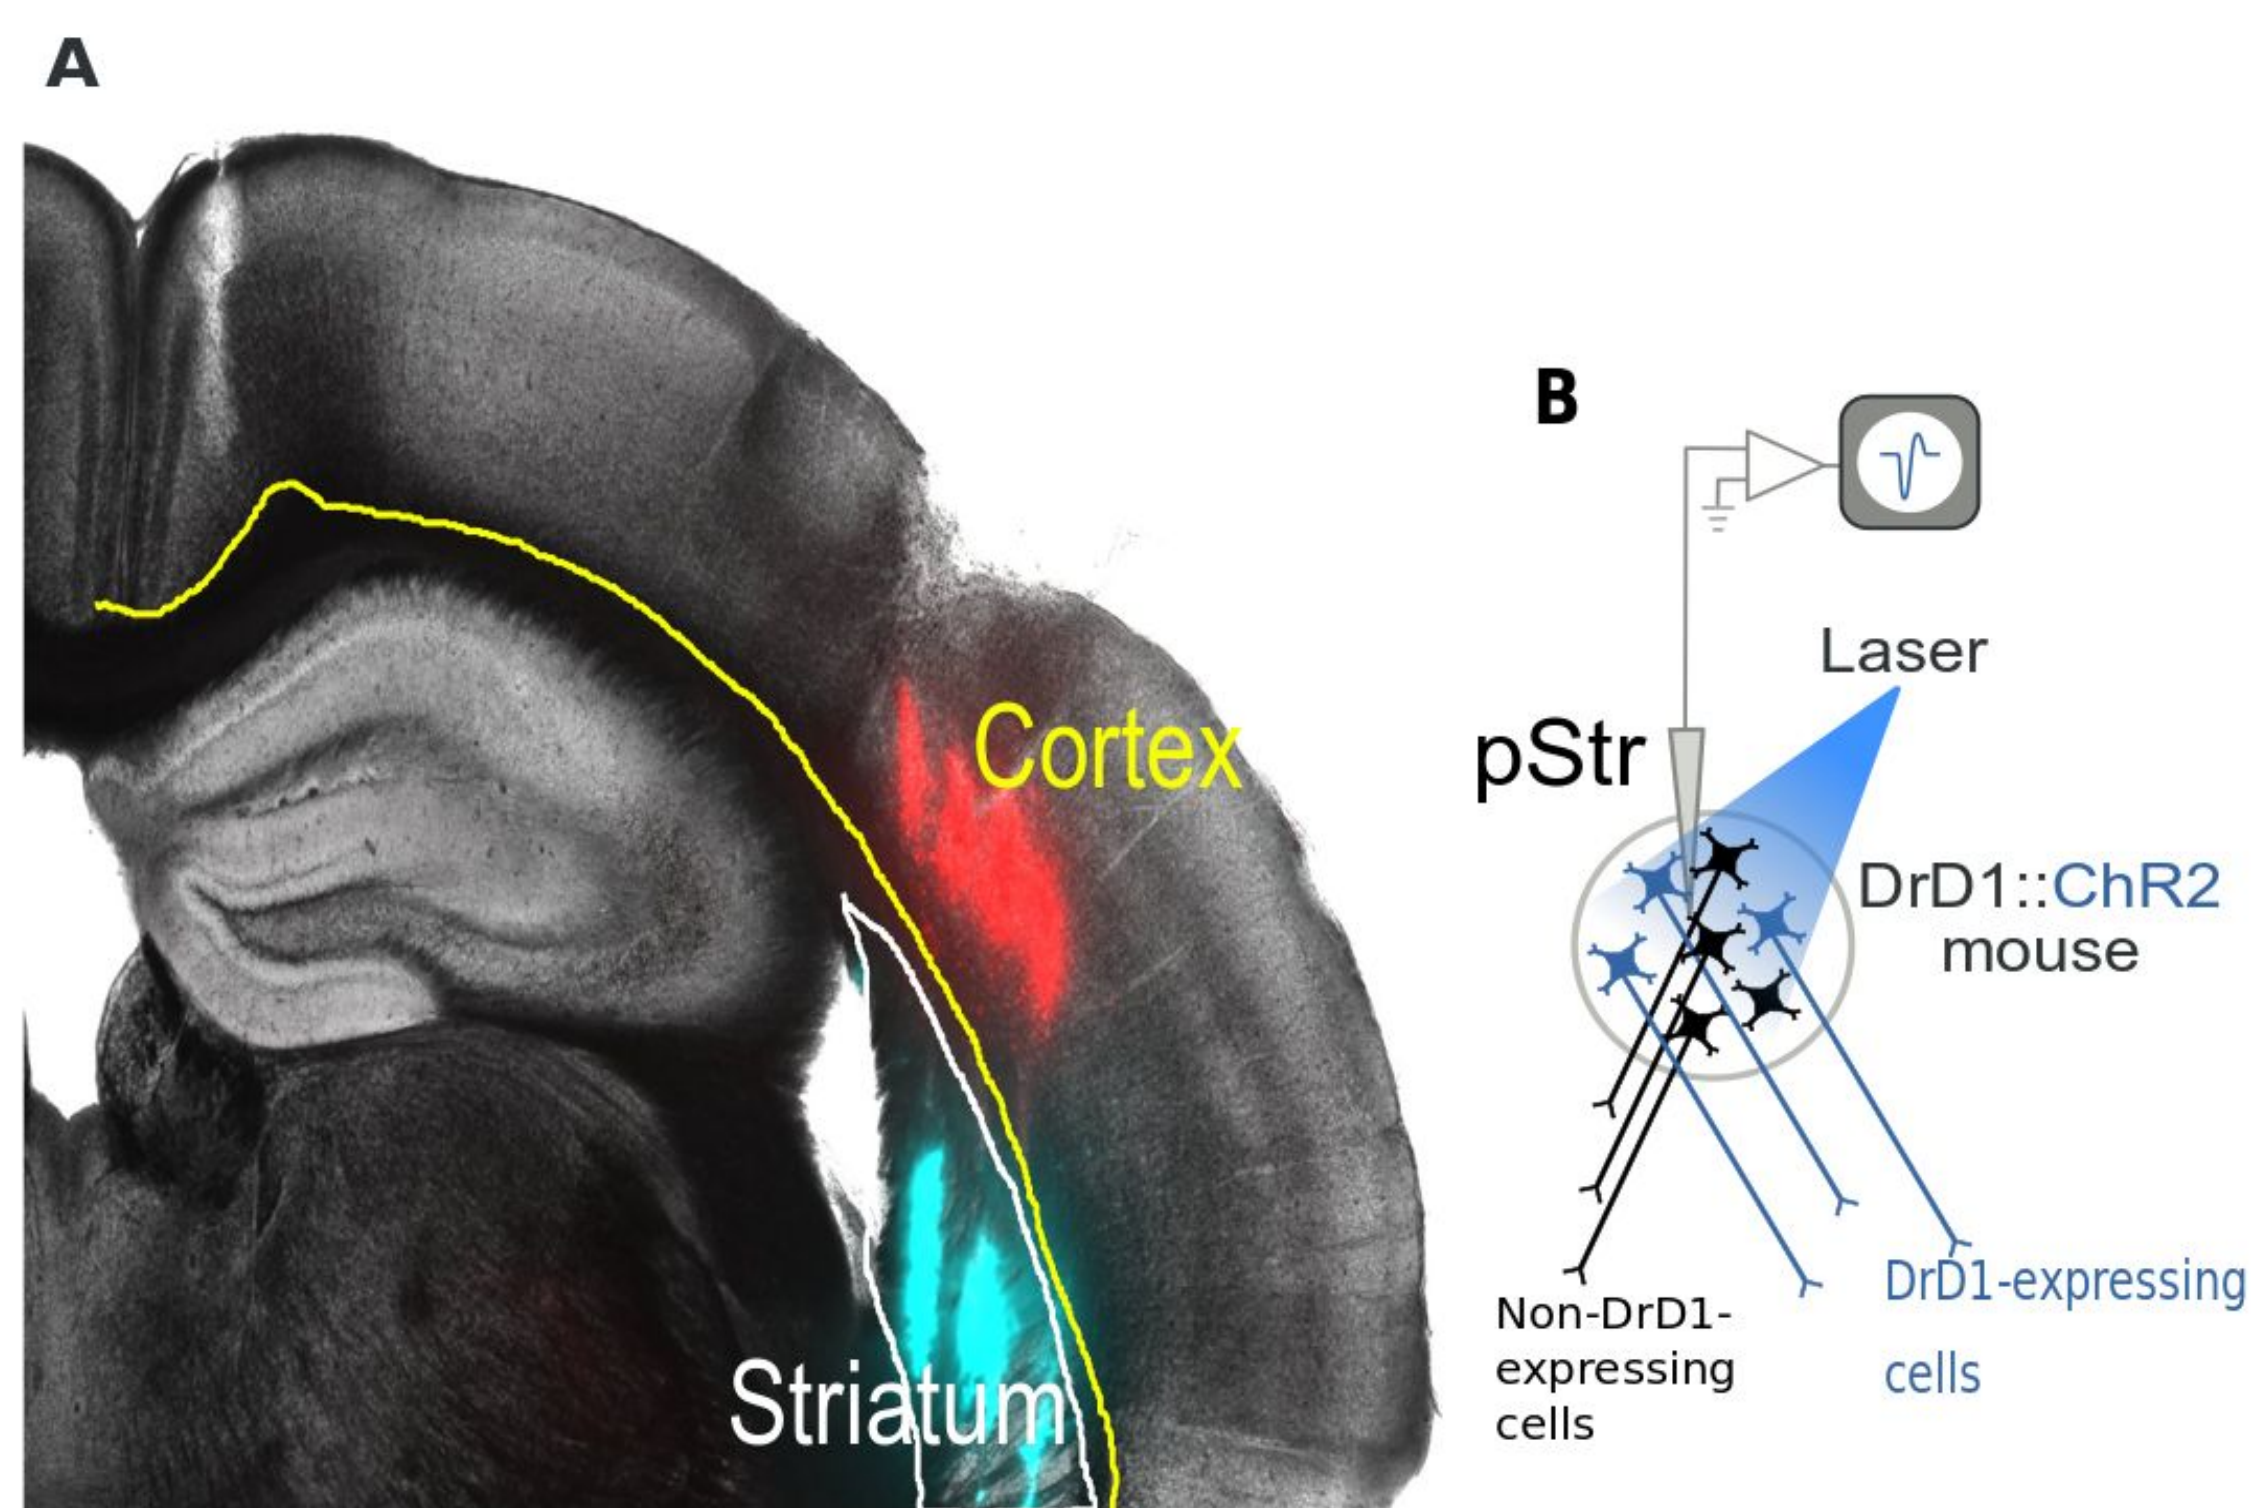 A
Cortex
Striatum
B
Laser
pStr
DrD1::ChR2
mouse
Non-DrD1-
expressing
cells
DrD1-expressing
cells